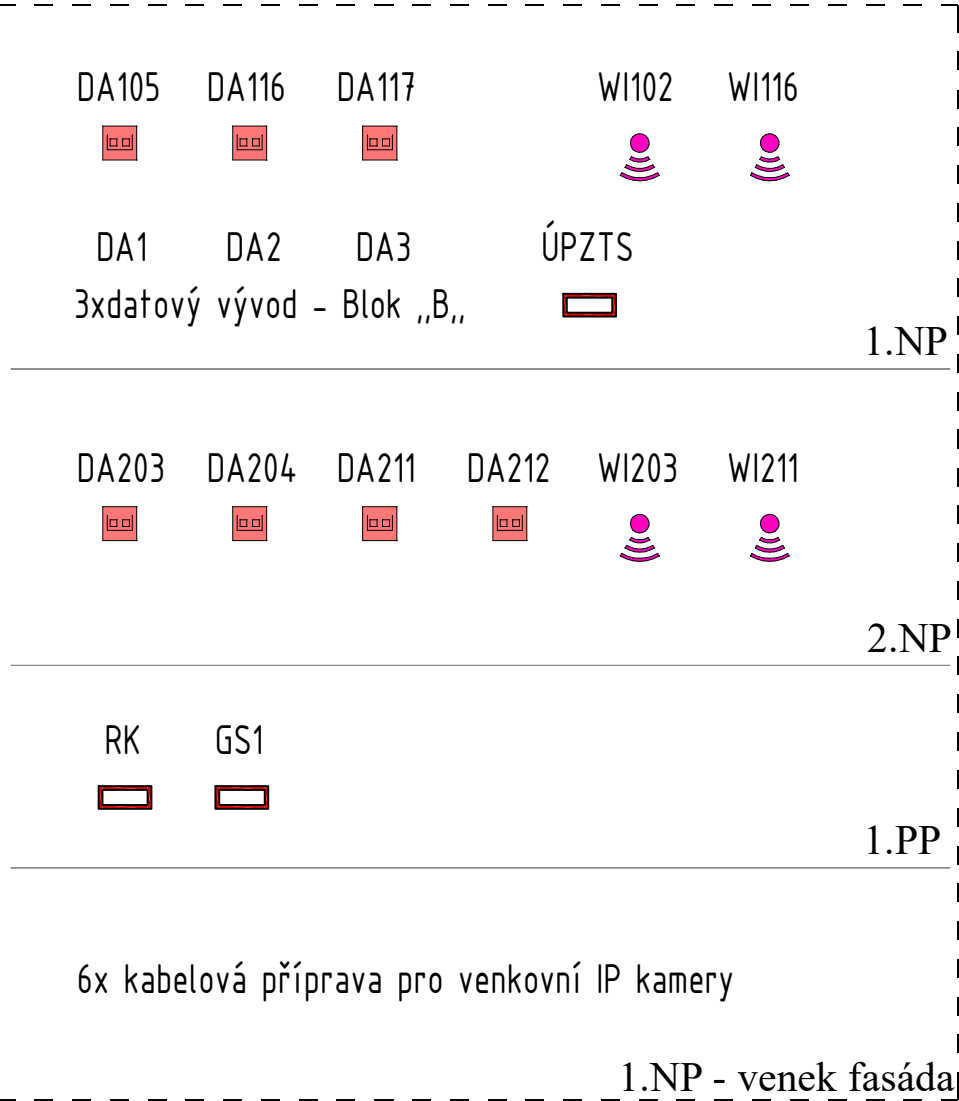 DA105 DA116 DA117 WI102 WI116
DA1 DA2 DA3 ÚPZTS
3xdatový vývod - Blok ,,B,,
1.NP
DA203 DA204 DA211 DA212 WI203 WI211
2.NP
RK GS1
1.PP
6x kabelová příprava pro venkovní IP kamery
1.NP - venek fasáda